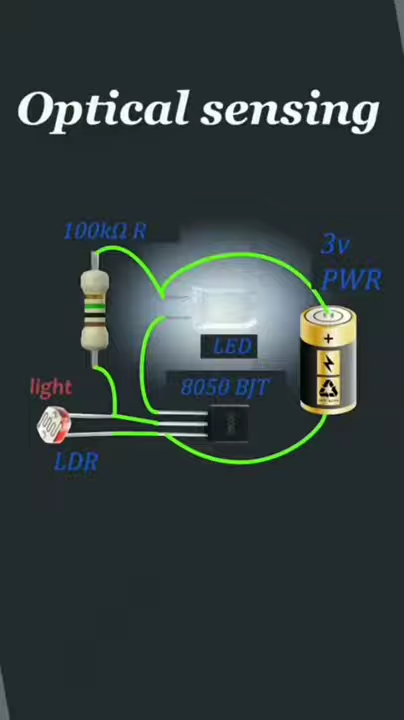 Optical sensing
100kΩ R
3v
PWR
LED
light
8050 BJT
LDR